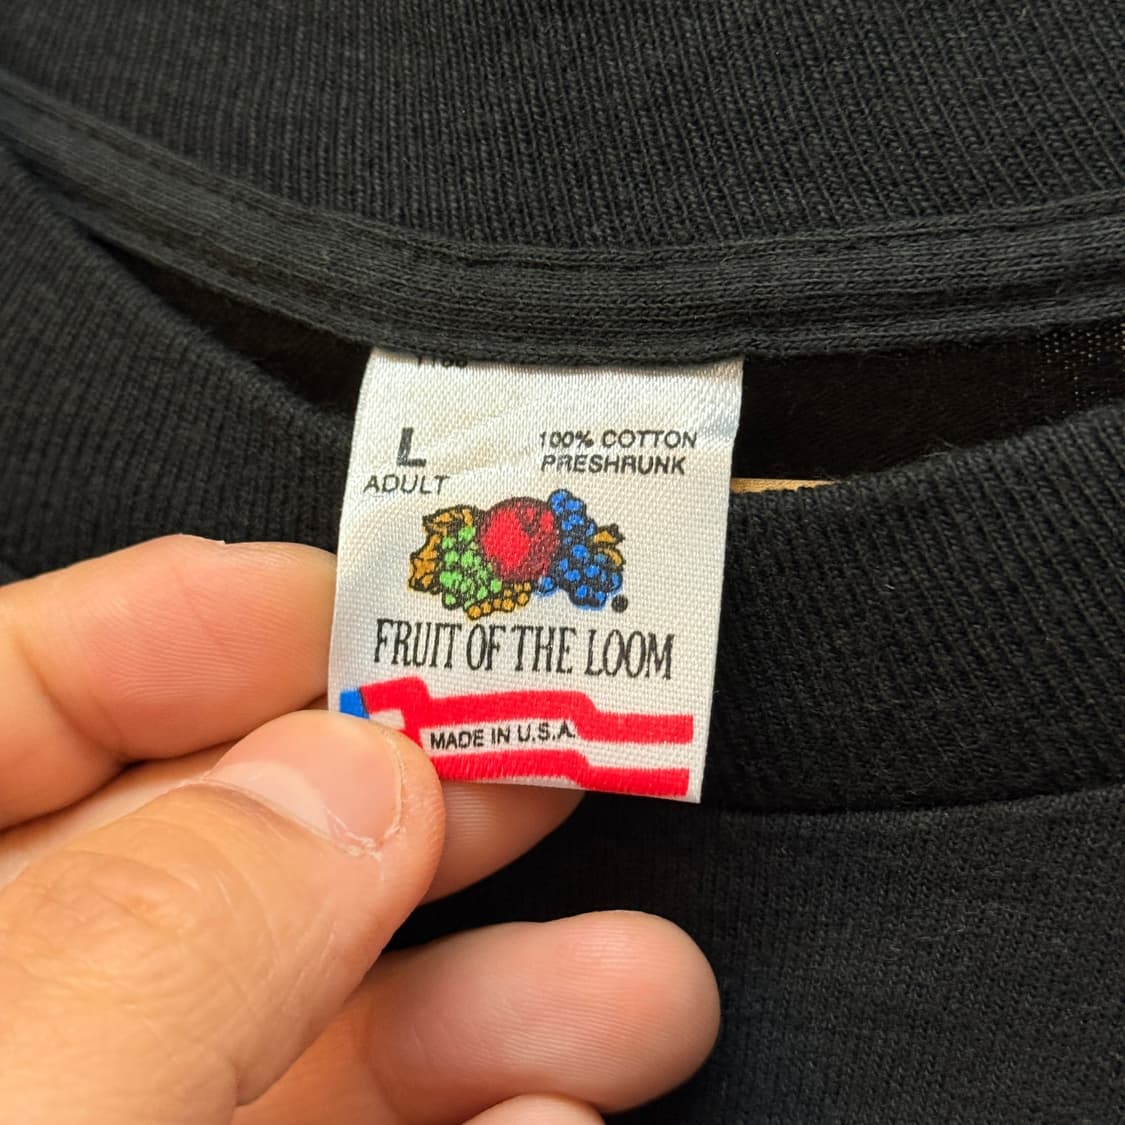 L
ADULT
100% COTTON
PRESHRUNK
FRUIT OF THE LOOM
MADE IN U.S.A.